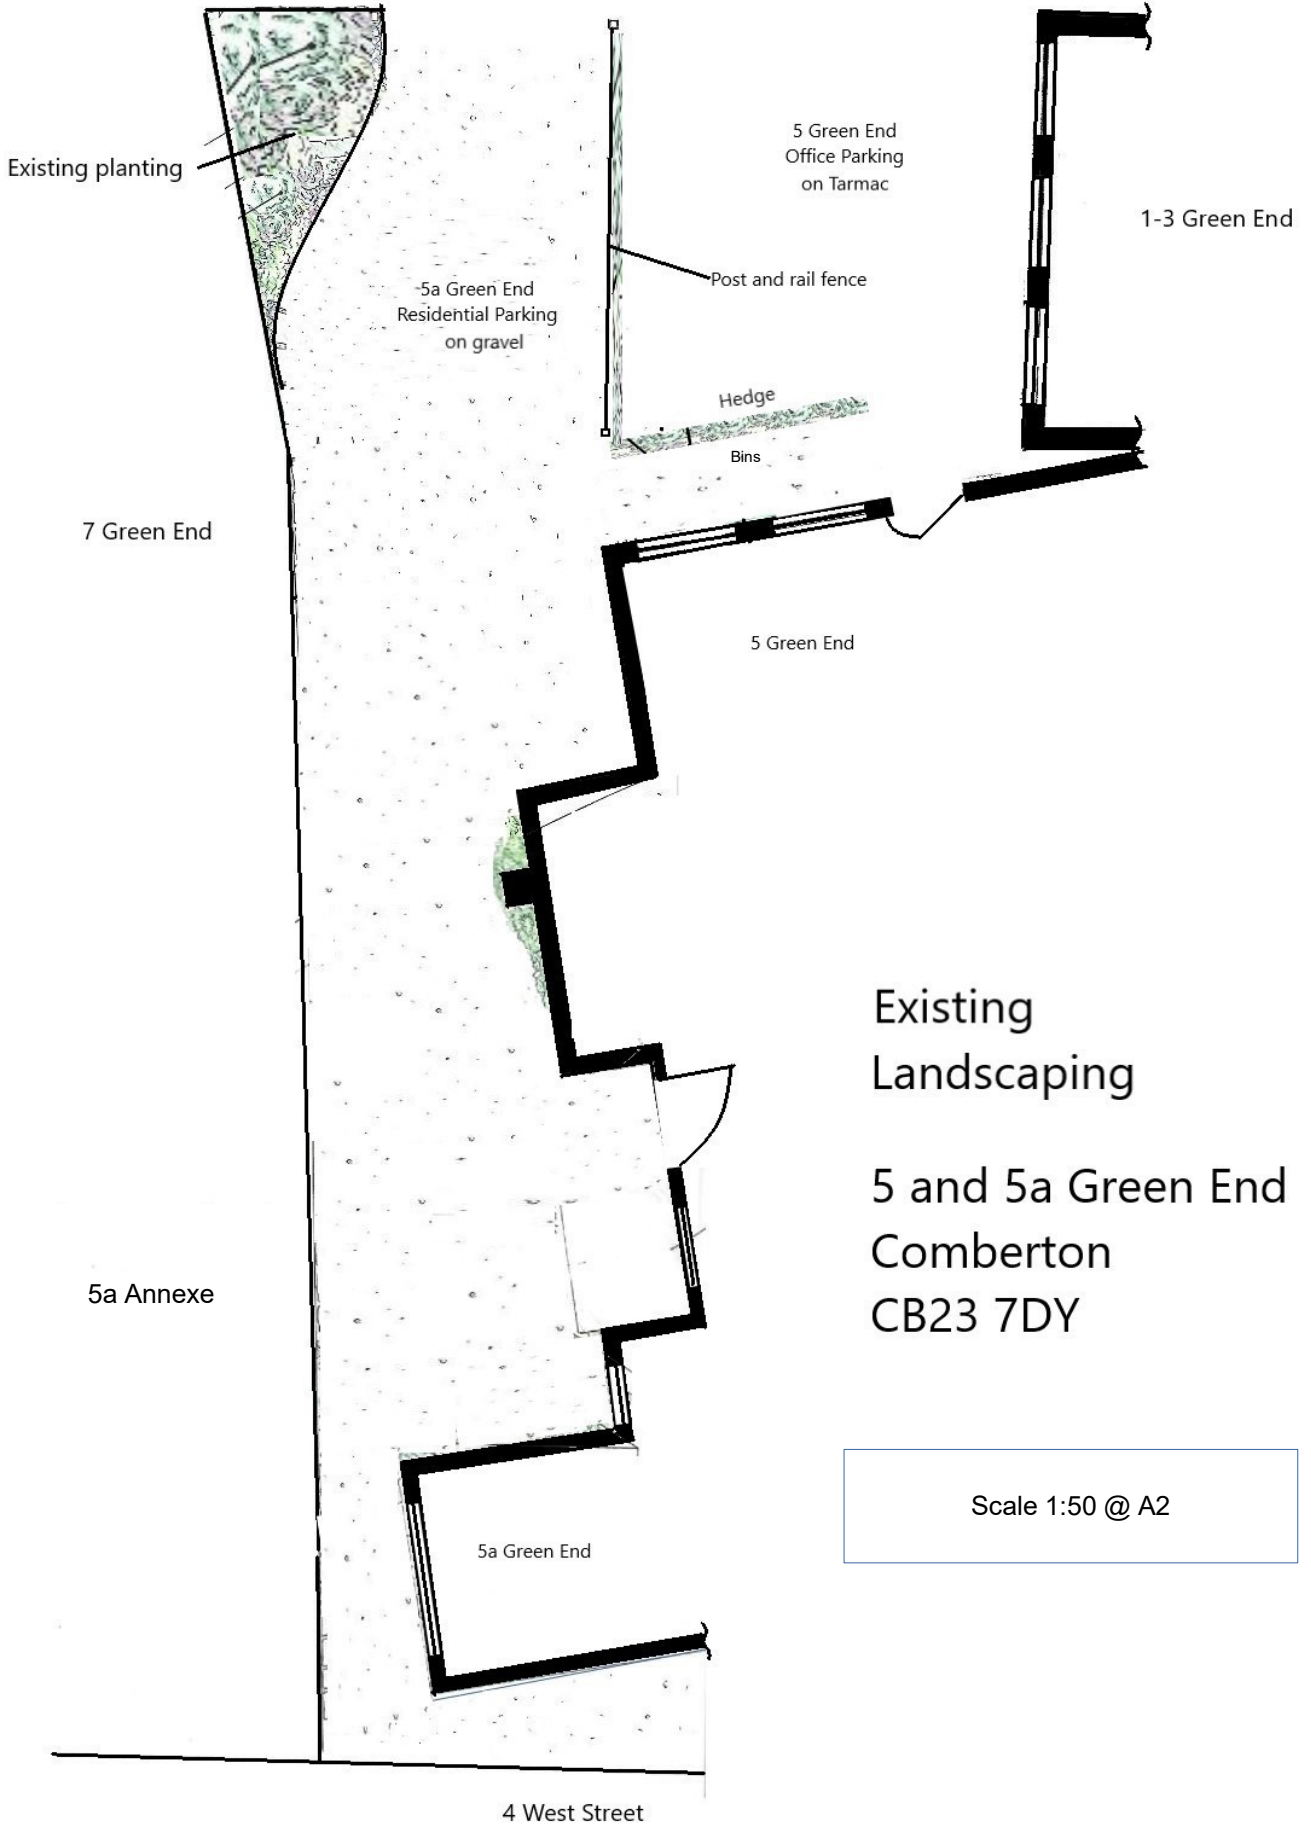 Existing planting
5 Green End
Office Parking
on Tarmac
1-3 Green End
Post and rail fence
5a Green End
Residential Parking
on gravel
Hedge
Bins
7 Green End
5 Green End
Existing
Landscaping
5 and 5a Green End
Comberton
CB23 7DY
5a Annexe
Scale 1:50 @ A2
5a Green End
4 West Street